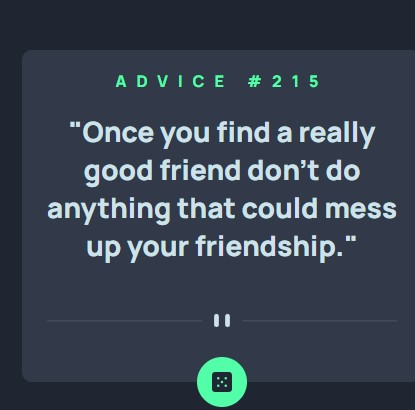 ADVICE #215
"Once you find a really
good friend don't do
anything that could mess
up your friendship."